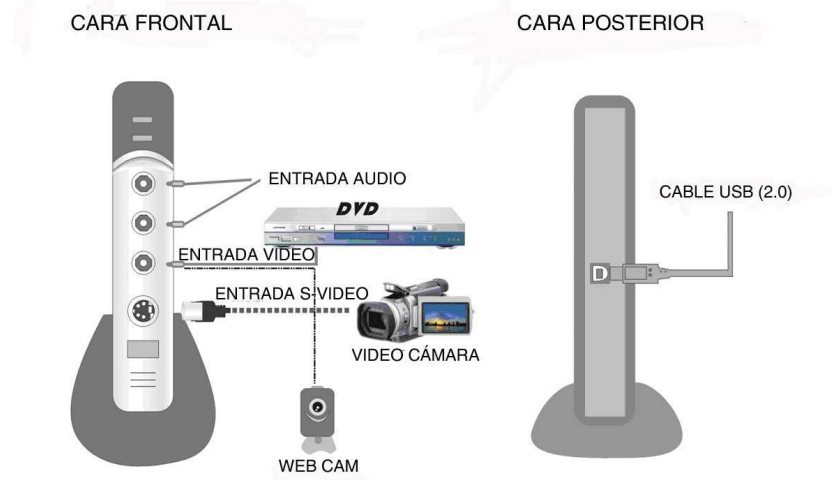 CARA FRONTAL
CARA POSTERIOR
ENTRADA AUDIO
DVD
CABLE USB (2.0)
ENTRADA VIDEO
ENTRADA S-VIDEO
VIDEO CÁMARA
WEB CAM